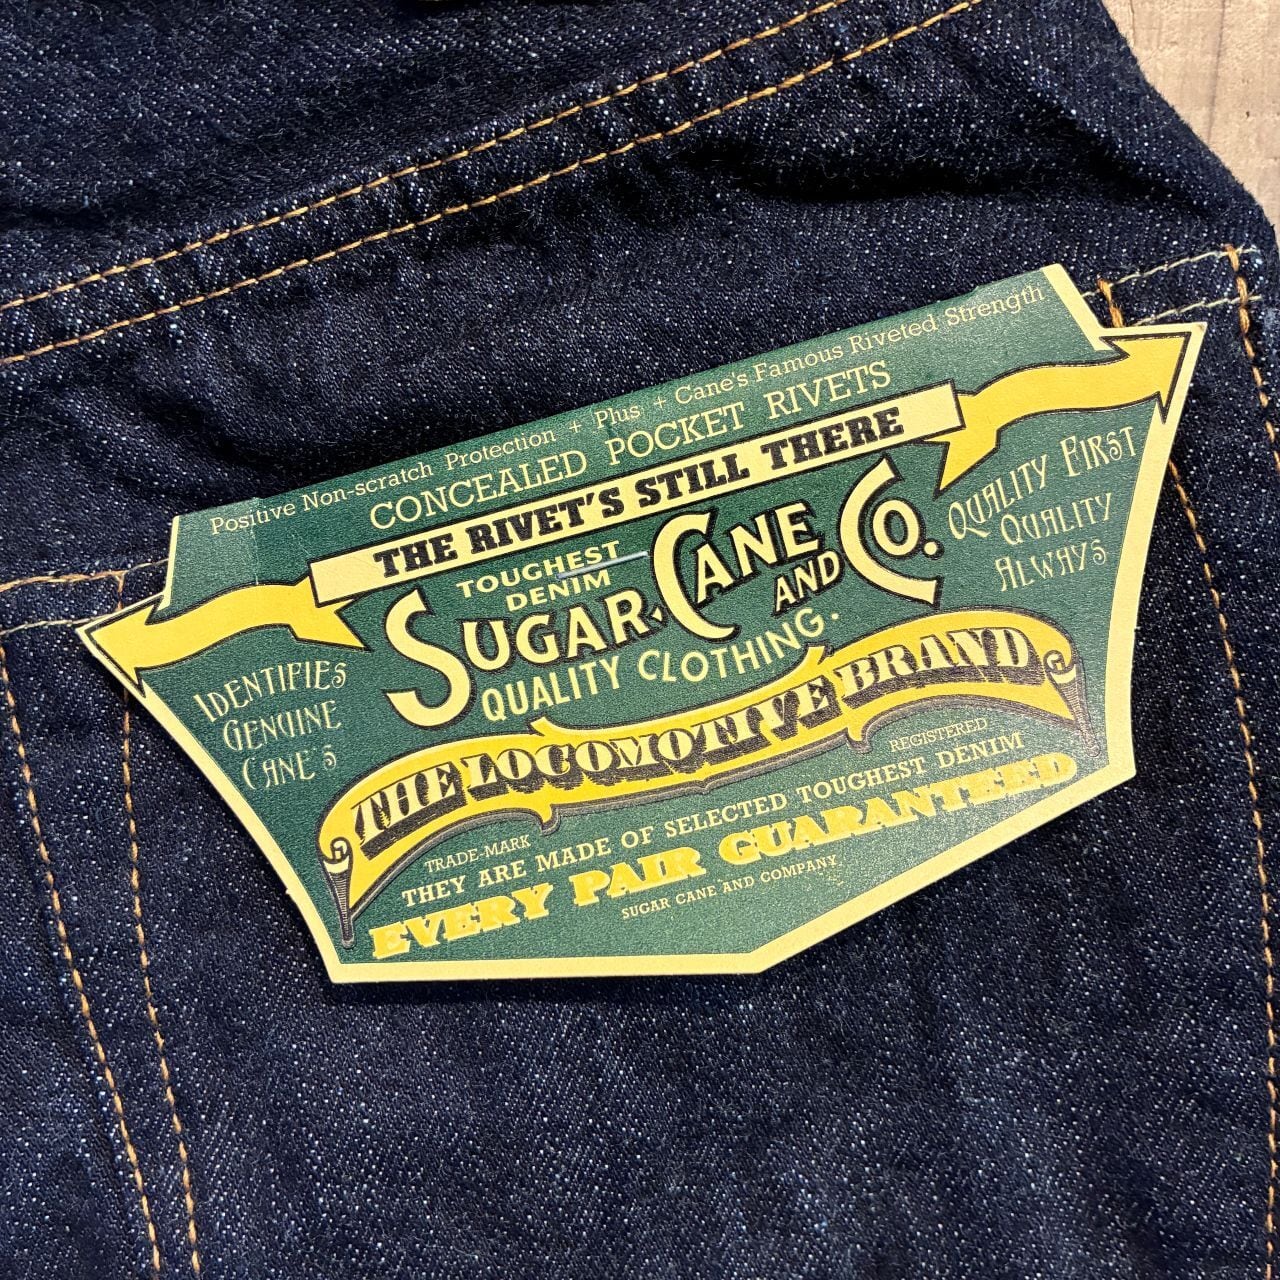 Positive Non-scratch Protection + Plus + Cane's Famous Riveted Strength
CONCEALED POCKET RIVETS
THE RIVET'S STILL THERE
TOUGHEST
DENIM
SUGAR CANE AND CO.
QUALITY CLOTHING.
QUALITY FIRST
QUALITY
ALWAYS
IDENTIFIES
GENUINE
CANE'S
THE LOCOMOTIVE BRAND
TRADE-MARK
REGISTERED
THEY ARE MADE OF SELECTED TOUGHEST DENIM
EVERY PAIR GUARANTEED
SUGAR CANE AND COMPANY.